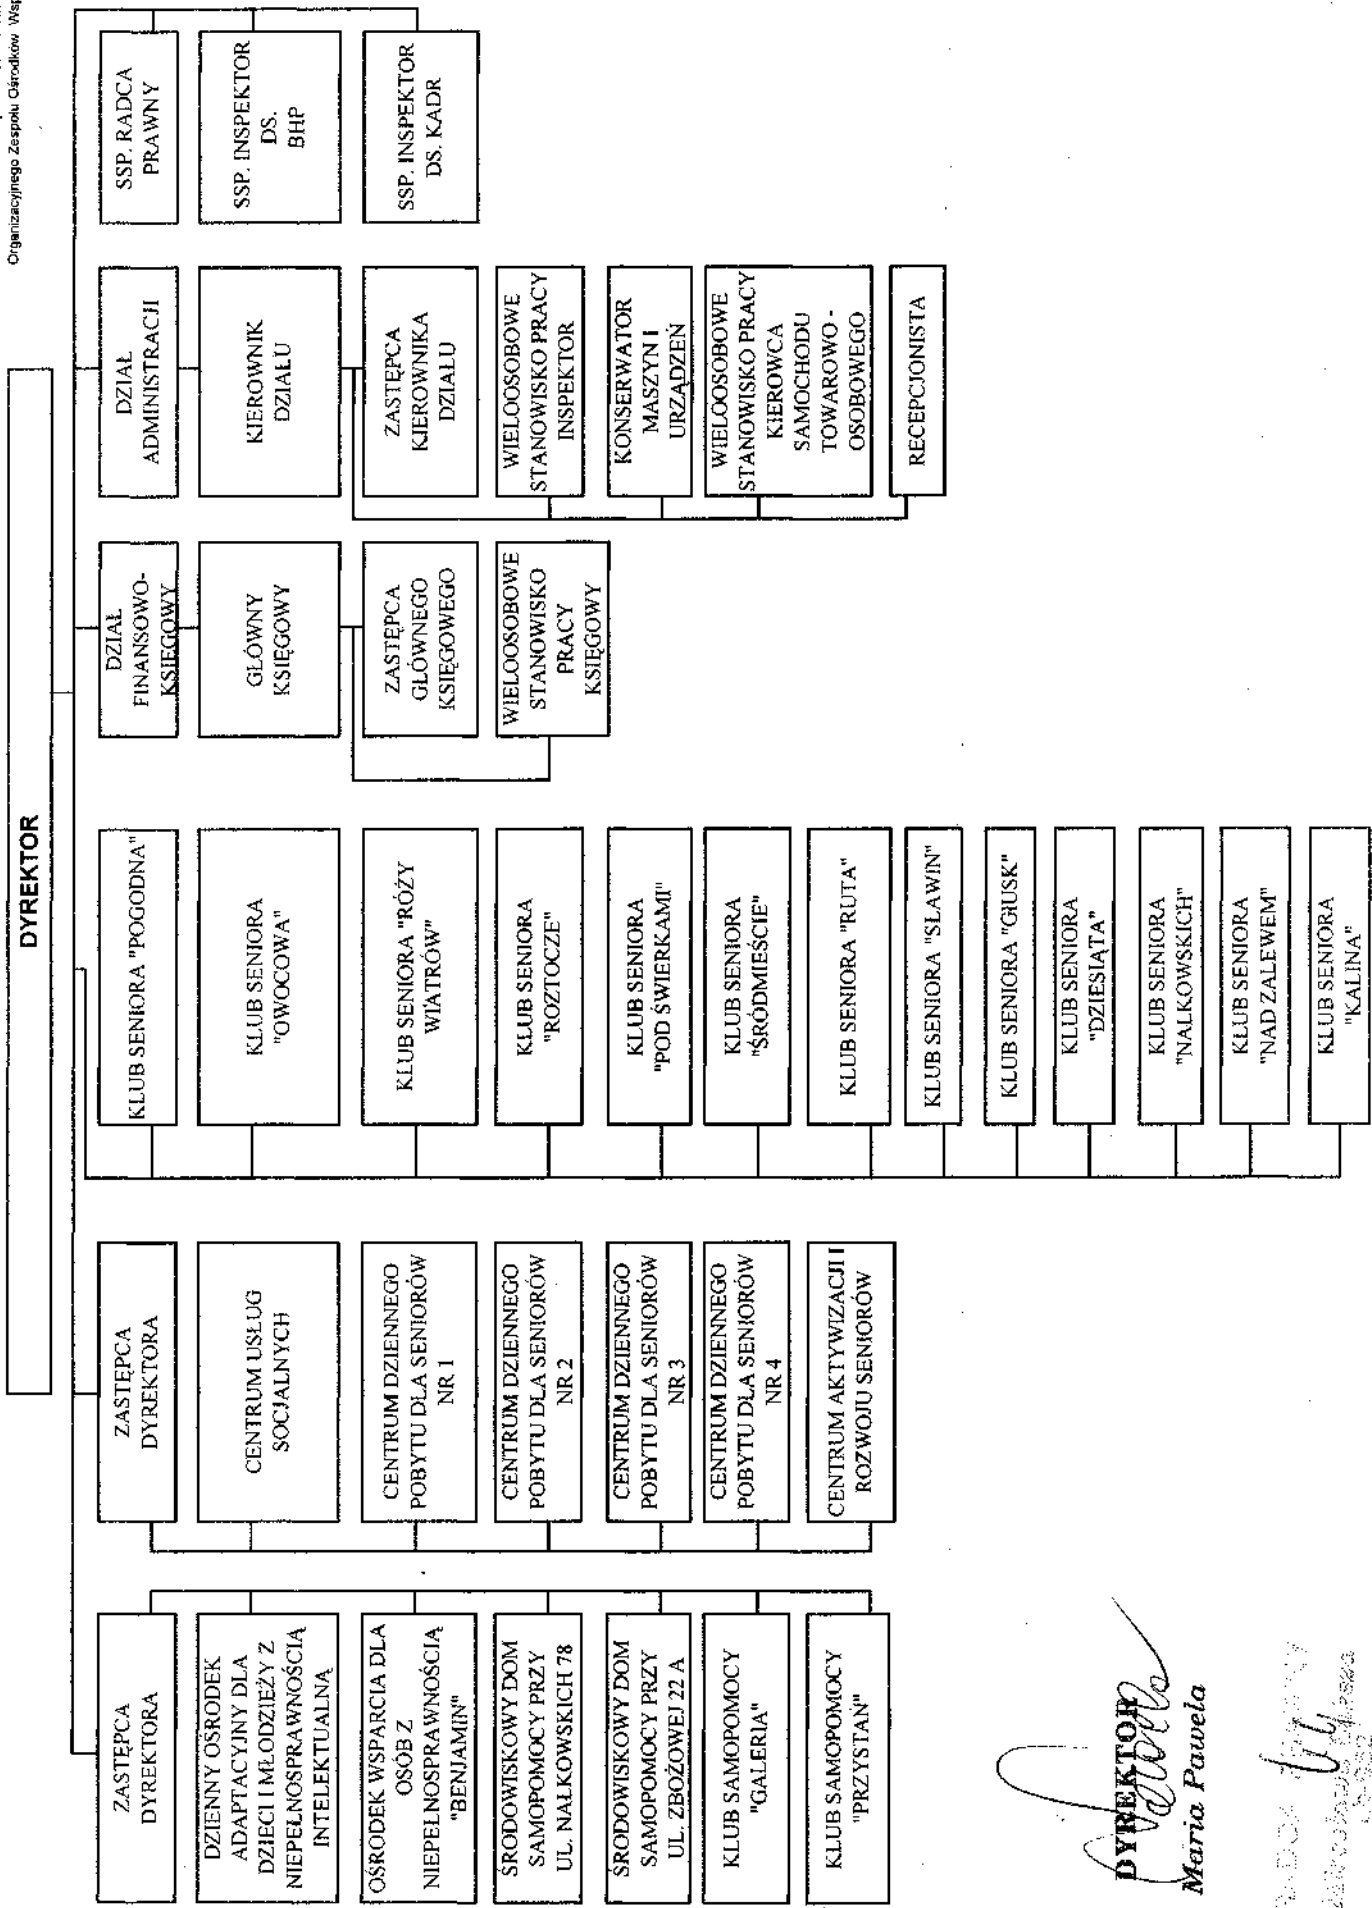 Organizacyjnego Zespołu Ośrodków
DYREKTOR
ZASTĘPCA
DYREKTORA
DZIENNY OŚRODEK
ADAPTACYJNY DLA
DZIECI I MŁODZIEŻY Z
NIEPEŁNOSPRAWNOŚCIĄ
INTELEKTUALNĄ
OŚRODEK WSPARCIA DLA
OSÓB Z
NIEPEŁNOSPRAWNOŚCIĄ
"BENJAMIN"
ŚRODOWISKOWY DOM
SAMOPOMOCY PRZY
UL. NAŁKOWSKICH 78
ŚRODOWISKOWY DOM
SAMOPOMOCY PRZY
UL. ZBOŻOWEJ 22 A
KLUB SAMOPOMOCY
"GALERIA"
KLUB SAMOPOMOCY
"PRZYSTAŃ"
ZASTĘPCA
DYREKTORA
CENTRUM USŁUG
SOCJALNYCH
CENTRUM DZIENNEGO
POBYTU DLA SENIORÓW
NR 1
CENTRUM DZIENNEGO
POBYTU DLA SENIORÓW
NR 2
CENTRUM DZIENNEGO
POBYTU DLA SENIORÓW
NR 3
CENTRUM DZIENNEGO
POBYTU DLA SENIORÓW
NR 4
CENTRUM AKTYWIZACJI I
ROZWOJU SENIORÓW
KLUB SENIORA "POGODNA"
KLUB SENIORA
"OWOCOWA"
KLUB SENIORA "RÓŻY
WIATRÓW"
KLUB SENIORA
"ROZTOCZE"
KLUB SENIORA
"POD ŚWIERKAMI"
KLUB SENIORA
"ŚRÓDMIEŚCIE"
KLUB SENIORA "RUTA"
KLUB SENIORA "SŁAWIN"
KLUB SENIORA "GŁUSK"
KLUB SENIORA
"DZIESIĄTA"
KLUB SENIORA
"NAŁKOWSKICH"
KLUB SENIORA
"NAD ZALEWEM"
KLUB SENIORA
"KALINA"
DZIAŁ
FINANSOWO-
KSIĘGOWY
GŁÓWNY
KSIĘGOWY
ZASTĘPCA
GŁÓWNEGO
KSIĘGOWEGO
WIELOOSOBOWE
STANOWISKO
PRACY
KSIĘGOWY
DZIAŁ
ADMINISTRACJI
KIEROWNIK
DZIAŁU
ZASTĘPCA
KIEROWNIKA
DZIAŁU
WIELOOSOBOWE
STANOWISKO PRACY
INSPEKTOR
KONSERWATOR
MASZYN I
URZĄDZEŃ
WIELOOSOBOWE
STANOWISKO PRACY
KIEROWCA
SAMOCHODU
TOWAROWO -
OSOBOWEGO
RECEPCJONISTA
SSP. RADCA
PRAWNY
SSP. INSPEKTOR
DS.
BHP
SSP. INSPEKTOR
DS. KADR
DYREKTOR
Maria Pawela